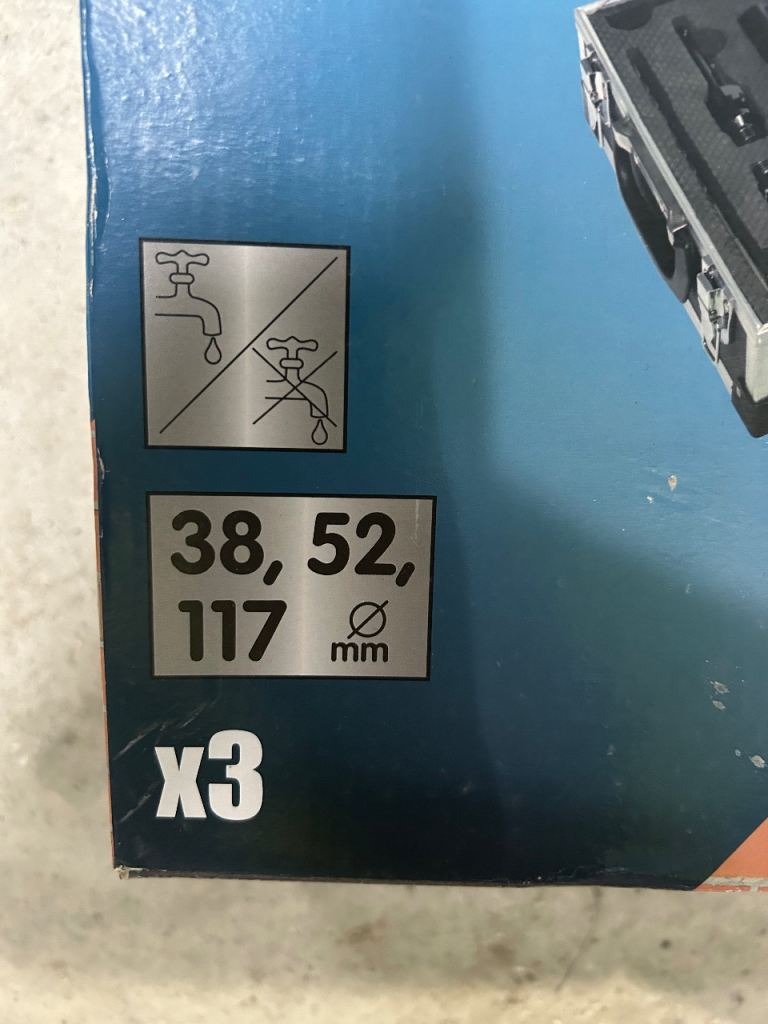 38, 52,
117 Ø
mm
x3